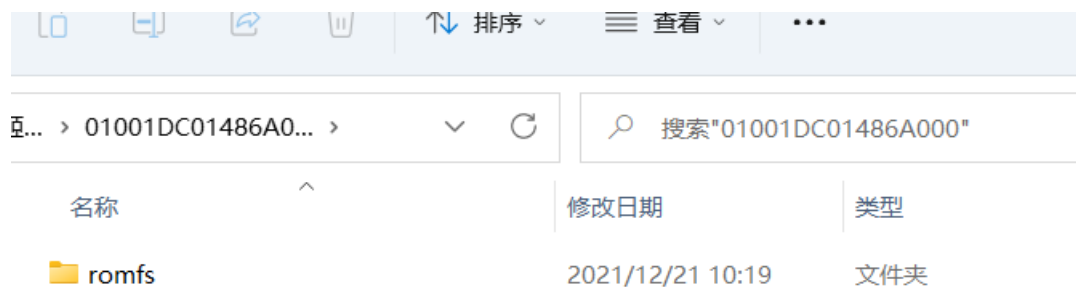 排序 查看 •••
... > 01001DC01486A0... > 搜索"01001DC01486A000"
名称 修改日期 类型
romfs 2021/12/21 10:19 文件夹